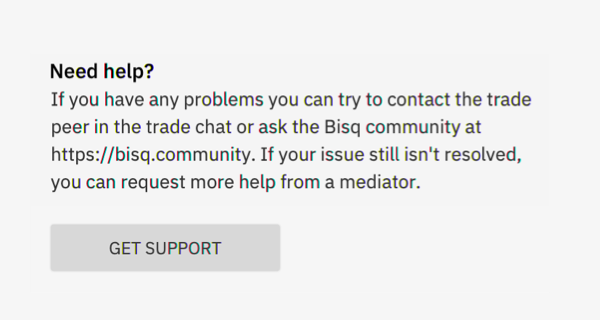 Need help?
If you have any problems you can try to contact the trade
peer in the trade chat or ask the Bisq community at
https://bisq.community. If your issue still isn't resolved,
you can request more help from a mediator.
GET SUPPORT